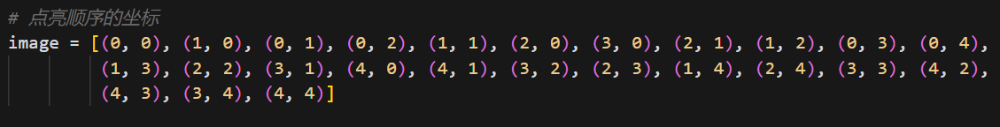 # 点亮顺序的坐标
image = [(0, 0), (1, 0), (0, 1), (0, 2), (1, 1), (2, 0), (3, 0), (2, 1), (1, 2), (0, 3), (0, 4),
(1, 3), (2, 2), (3, 1), (4, 0), (4, 1), (3, 2), (2, 3), (1, 4), (2, 4), (3, 3), (4, 2),
(4, 3), (3, 4), (4, 4)]